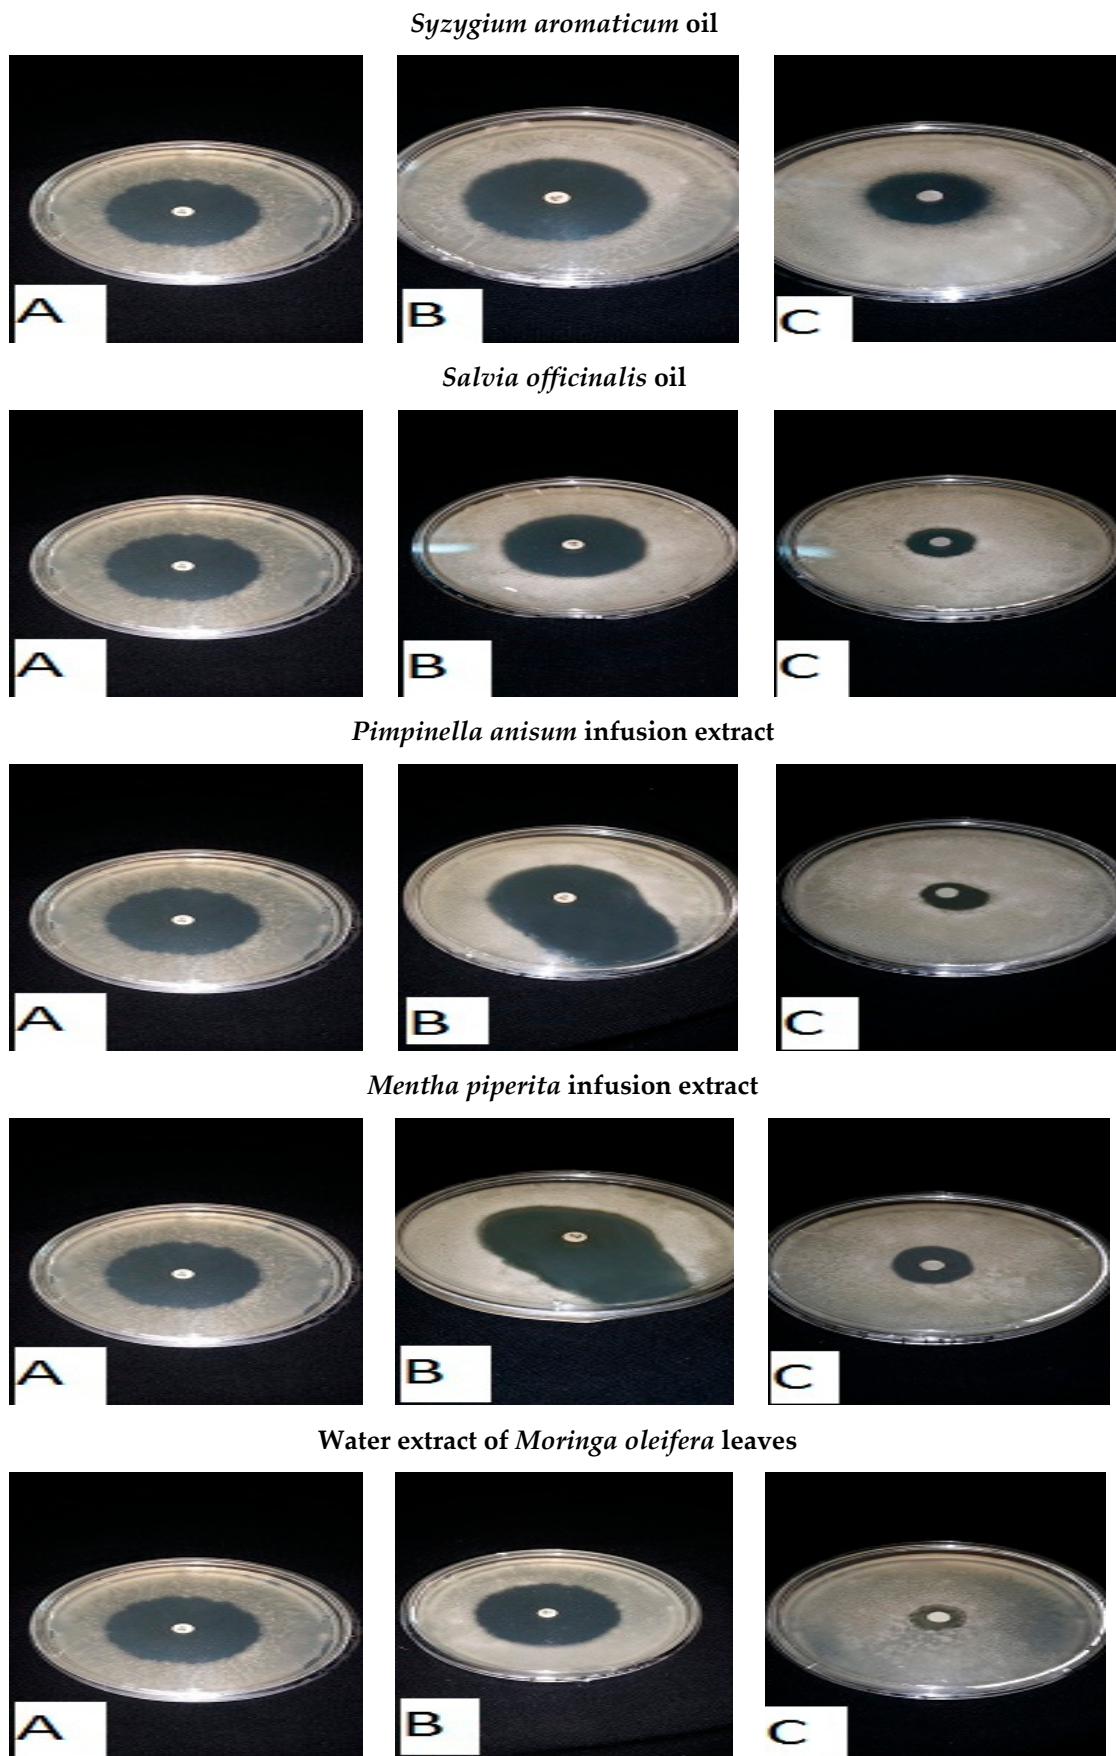 Syzygium aromaticum oil
A
B
C
Salvia officinalis oil
A
B
C
Pimpinella anisum infusion extract
A
B
C
Mentha piperita infusion extract
A
B
C
Water extract of Moringa oleifera leaves
A
B
C